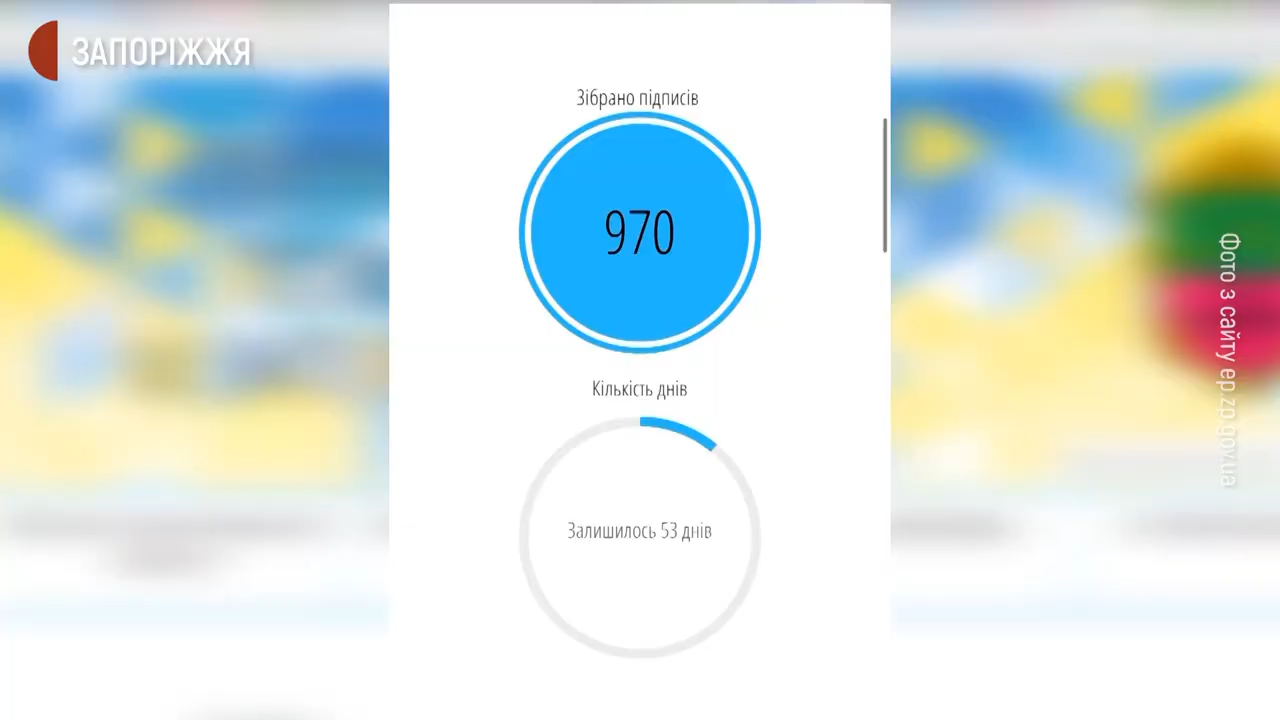 ЗАПОРІЖЖЯ
Зібрано підписів
970
Кількість днів
Залишилось 53 днів
Фото з сайту ep.zp.gov.ua